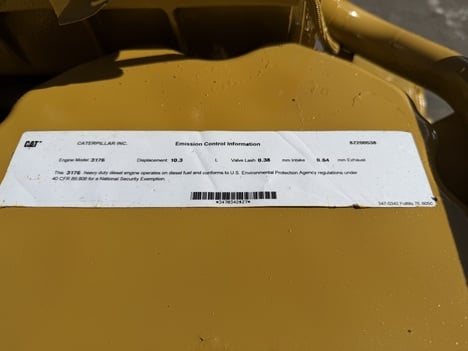 CAT CATERPILLAR INC. Emission Control Information
Engine Model 3176 Displacement 10.3 L Valve Lash 0.38 mm Intake 0.64 mm Exhaust
This 3176 heavy duty diesel engine operates on diesel fuel and conforms to U.S. Environmental Protection Agency regulations under
40 CFR 89.908 for a National Security Exemption.